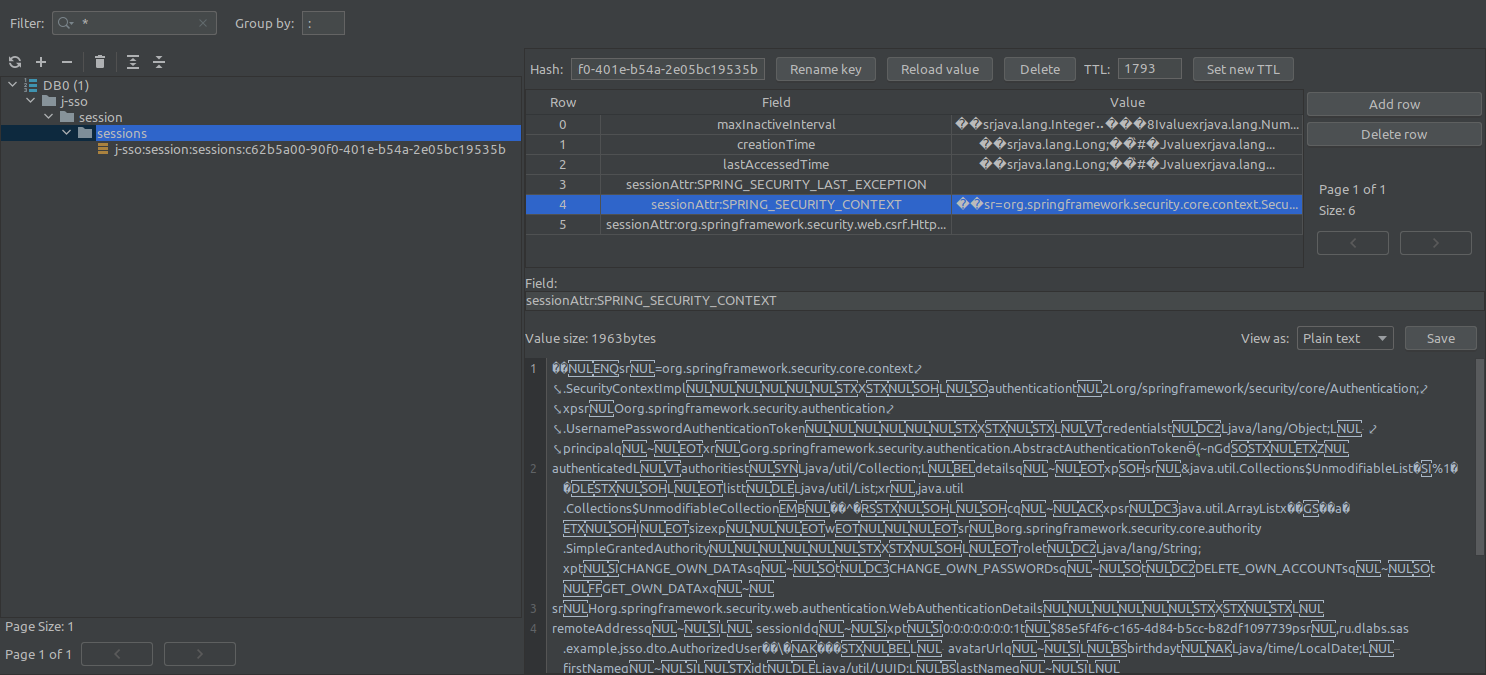 Filter: * Group by: :
DB0 (1)
j-sso
session
sessions
j-sso:session:sessions:c62b5a00-90f0-401e-b54a-2e05bc19535b
Page Size: 1
Page 1 of 1
Hash: f0-401e-b54a-2e05bc19535b Rename key Reload value Delete TTL: 1793 Set new TTL
Row Field Value
0 maxInactiveInterval ��srjava.lang.Integer..���8Ivaluexrjava.lang.Num...
1 creationTime ��srjava.lang.Long;��#�Jvaluexrjava.lang...
2 lastAccessedTime ��srjava.lang.Long;��#�Jvaluexrjava.lang...
3 sessionAttr:SPRING_SECURITY_LAST_EXCEPTION
4 sessionAttr:SPRING_SECURITY_CONTEXT ��sr=org.springframework.security.core.context.Secu...
5 sessionAttr:org.springframework.security.web.csrf.Http...
Add row
Delete row
Page 1 of 1
Size: 6
Field:
sessionAttr:SPRING_SECURITY_CONTEXT
Value size: 1963bytes View as: Plain text Save
1 ��NULENQsrNUL=org.springframework.security.core.context
.SecurityContextImplNULNULNULNULNULNULSTXXSTXNULSOHLNULSOauthenticationtNUL2Lorg/springframework/security/core/Authentication;
xpsrNULOorg.springframework.security.authentication
.UsernamePasswordAuthenticationTokenNULNULNULNULNULNULSTXXSTXNULSTXLNULVTcredentialstNULDC2Ljava/lang/Object;LNUL
principalqNUL~NULEOTxrNULGorg.springframework.security.authentication.AbstractAuthenticationToken(~nGdSOSTXNULETXZNUL
2 authenticatedLNULVTauthoritiestNULSYNLjava/util/Collection;LNULBELdetailsqNUL~NULEOTxpSOHsrNUL&java.util.Collections$UnmodifiableList�SI%1�
�DLESTXNULSOHLNULEOTlisttNULDLELjava/util/List;xrNUL,java.util
.Collections$UnmodifiableCollectionEMBNUL��^�RSSTXNULSOHLNULSOHcqNUL~NULACKxpsrNULDC3java.util.ArrayListx��GS��a�
ETXNULSOHINULEOTsizexpNULNULNULEOTwEOTNULNULNULEOTsrNULBorg.springframework.security.core.authority
.SimpleGrantedAuthorityNULNULNULNULNULNULSTXXSTXNULSOHLNULEOTroletNULDC2Ljava/lang/String;
xptNULSICHANGE_OWN_DATAsqNUL~NULSOtNULDC3CHANGE_OWN_PASSWORDsqNUL~NULSOtNULDC2DELETE_OWN_ACCOUNTsqNUL~NULSOt
NULFFGET_OWN_DATAxqNUL~NUL
3 srNULHorg.springframework.security.web.authentication.WebAuthenticationDetailsNULNULNULNULNULNULSTXXSTXNULSTXLNUL
4 remoteAddressqNUL~NULSILNUL sessionIdqNUL~NULSIxptNULSI0:0:0:0:0:0:0:1tNUL$85e5f4f6-c165-4d84-b5cc-b82df1097739psrNUL,ru.dlabs.sas
.example.jsso.dto.AuthorizedUser��\�NAK���STXNULBELLNUL avatarUrlqNUL~NULSILNULBSbirthdaytNULNAKLjava/time/LocalDate;LNUL
firstNameqNUL~NULSILNULSTXidtNULDLELjava/util/UUID;LNULBSlastNameqNUL~NULSILNUL